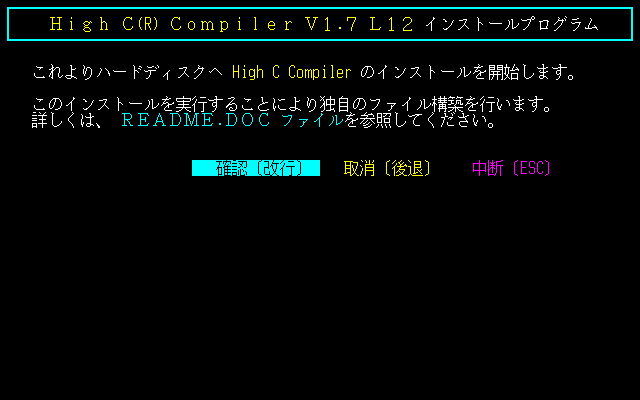 Ｈｉｇｈ Ｃ(R) Ｃｏｍｐｉｌｅｒ Ｖ１.７ Ｌ１２ インストールプログラム
これよりハードディスクへ High C Compiler のインストールを開始します。
このインストールを実行することにより独自のファイル構築を行います。
詳しくは、 ＲＥＡＤＭＥ.ＤＯＣ ファイルを参照してください。
確認〔改行〕 取消〔後退〕 中断〔ESC〕